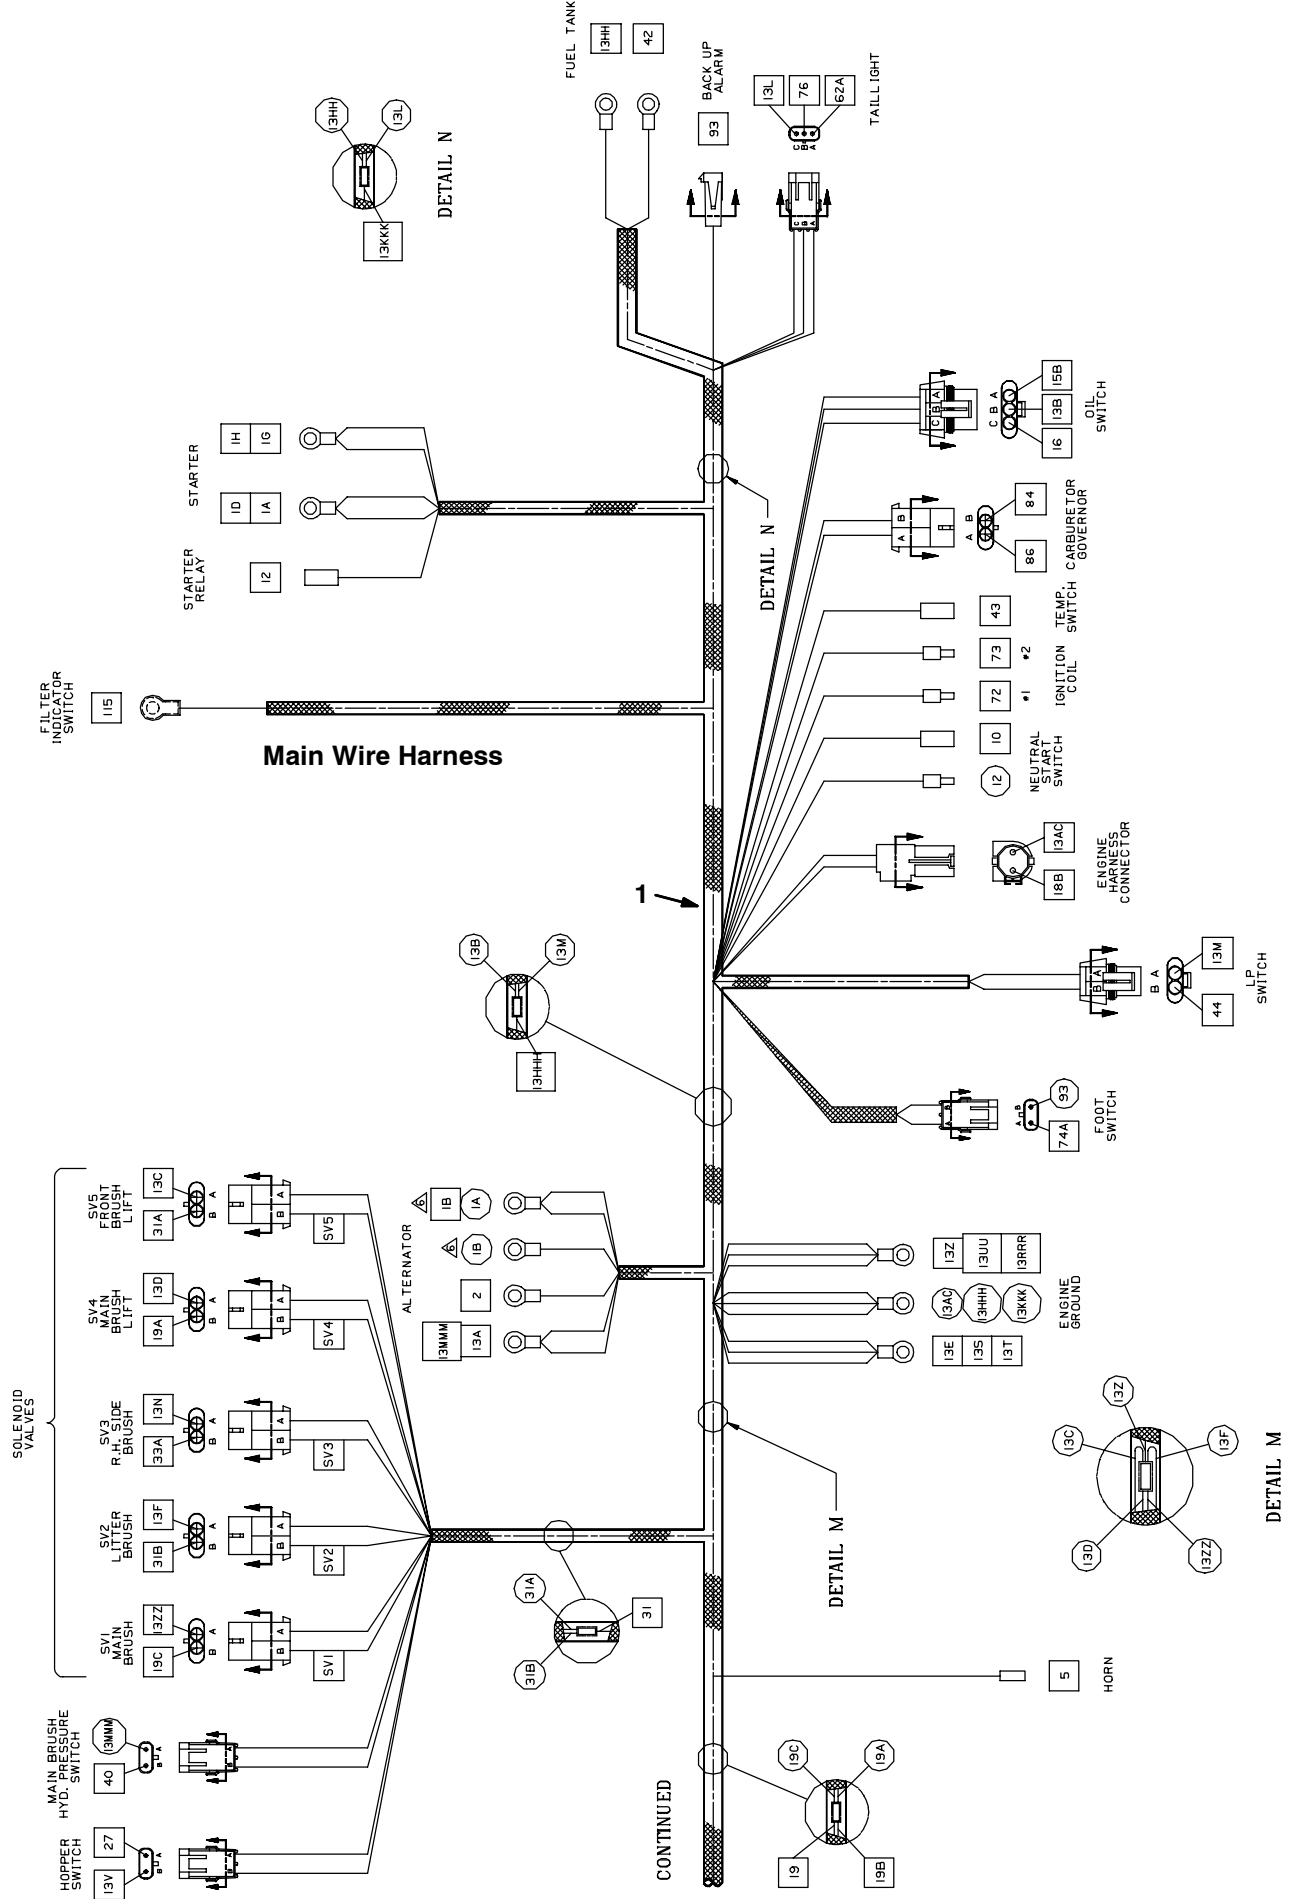 FUEL TANK
13HH
42
BACK UP
ALARM
93
13L
76
62A
C B A
TAILLIGHT
C B A
13HH
13L
13KKK
DETAIL N
STARTER
1H 1G
1D 1A
STARTER
RELAY
12
DETAIL N
C B A
C B A
15B
13B
16
OIL
SWITCH
A B
A B
84
86
CARBURETOR
GOVERNOR
43
TEMP.
SWITCH
73 #2
72 #1
IGNITION
COIL
10
12
NEUTRAL
START
SWITCH
FILTER
INDICATOR
SWITCH
115
Main Wire Harness
13AC
18B
ENGINE
HARNESS
CONNECTOR
1
B A
B A
13M
44
LP
SWITCH
13B
13M
13HHH
A B
A B
93
74A
FOOT
SWITCH
SOLENOID
VALVES
SV5
FRONT
BRUSH
LIFT
13C
31A
B A
B A
SV5
SV4
MAIN
BRUSH
LIFT
13D
19A
B A
B A
SV4
SV3
R.H. SIDE
BRUSH
13N
33A
B A
B A
SV3
SV2
LITTER
BRUSH
13F
31B
B A
B A
SV2
SV1
MAIN
BRUSH
13ZZ
19C
B A
B A
SV1
ALTERNATOR
6 1B 1A
6 1B
2
13MMM 13A
13Z 13UU 13RRR
13AC 13HHH 13KKK
13E 13S 13T
ENGINE
GROUND
DETAIL M
13Z
13C
13F
13D
13ZZ
DETAIL M
31A
31B
31
5
HORN
MAIN BRUSH
HYD. PRESSURE
SWITCH
13MMM
40
B A
B A
HOPPER
SWITCH
27
13V
B A
B A
CONTINUED
19C
19A
19
19B